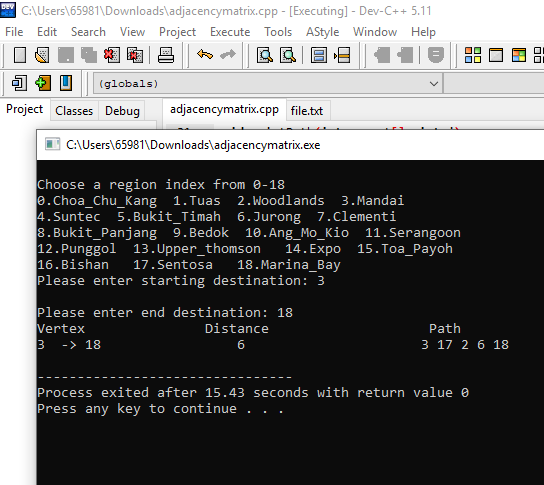 C:\Users\65981\Downloads\adjacencymatrix.cpp - [Executing] - Dev-C++ 5.11
File Edit Search View Project Execute Tools AStyle Window Help
(globals)
Project Classes Debug adjacencymatrix.cpp file.txt
C:\Users\65981\Downloads\adjacencymatrix.exe
Choose a region index from 0-18
0.Choa_Chu_Kang 1.Tuas 2.Woodlands 3.Mandai
4.Suntec 5.Bukit_Timah 6.Jurong 7.Clementi
8.Bukit_Panjang 9.Bedok 10.Ang_Mo_Kio 11.Serangoon
12.Punggol 13.Upper_thomson 14.Expo 15.Toa_Payoh
16.Bishan 17.Sentosa 18.Marina_Bay
Please enter starting destination: 3
Please enter end destination: 18
Vertex Distance Path
3 -> 18 6 3 17 2 6 18
--------------------------------
Process exited after 15.43 seconds with return value 0
Press any key to continue . . .